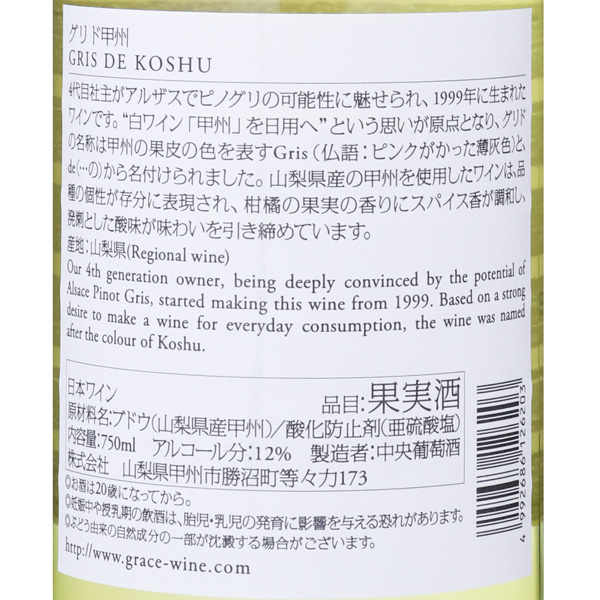 グリド甲州
GRIS DE KOSHU
4代目社主がアルザスでピノグリの可能性に魅せられ、1999年に生まれた
ワインです。“白ワイン「甲州」を日用へ”という思いが原点となり、グリド
の名称は甲州の果皮の色を表すGris（仏語：ピンクがかった薄灰色)と、
de(…の)から名付けられました。山梨県産の甲州を使用したワインは、品
種の個性が存分に表現され、柑橘の果実の香りにスパイス香が調和し、
溌剌とした酸味が味わいを引き締めています。
産地：山梨県(Regional wine)
Our 4th generation owner, being deeply convinced by the potential of
Alsace Pinot Gris, started making this wine from 1999. Based on a strong
desire to make a wine for everyday consumption, the wine was named
after the colour of Koshu.
日本ワイン 品目:果実酒
原材料名:ブドウ(山梨県産甲州)/酸化防止剤(亜硫酸塩)
内容量:750ml アルコール分:12% 製造者:中央葡萄酒
株式会社 山梨県甲州市勝沼町等々力173
◎お酒は20歳になってから。
◎妊娠中や授乳期の飲酒は、胎児・乳児の発育に影響を与える恐れがあります。
◎ぶどう由来の自然成分の一部が沈澱する場合がございます。
http://www.grace-wine.com
4 992686 126203